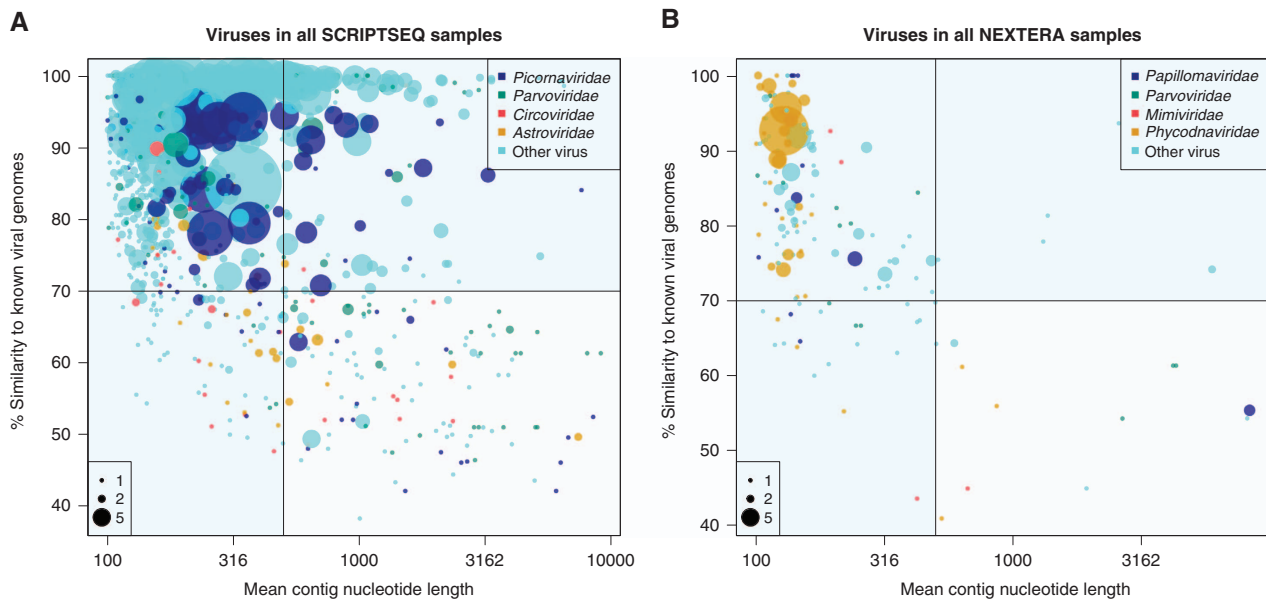 A
Viruses in all SCRIPTSEQ samples
% Similarity to known viral genomes
100
90
80
70
60
50
40
Picornaviridae
Parvoviridae
Circoviridae
Astroviridae
Other virus
1
2
5
100
316
1000
3162
10000
Mean contig nucleotide length
B
Viruses in all NEXTERA samples
% Similarity to known viral genomes
100
90
80
70
60
50
40
Papillomaviridae
Parvoviridae
Mimiviridae
Phycodnaviridae
Other virus
1
2
5
100
316
1000
3162
Mean contig nucleotide length